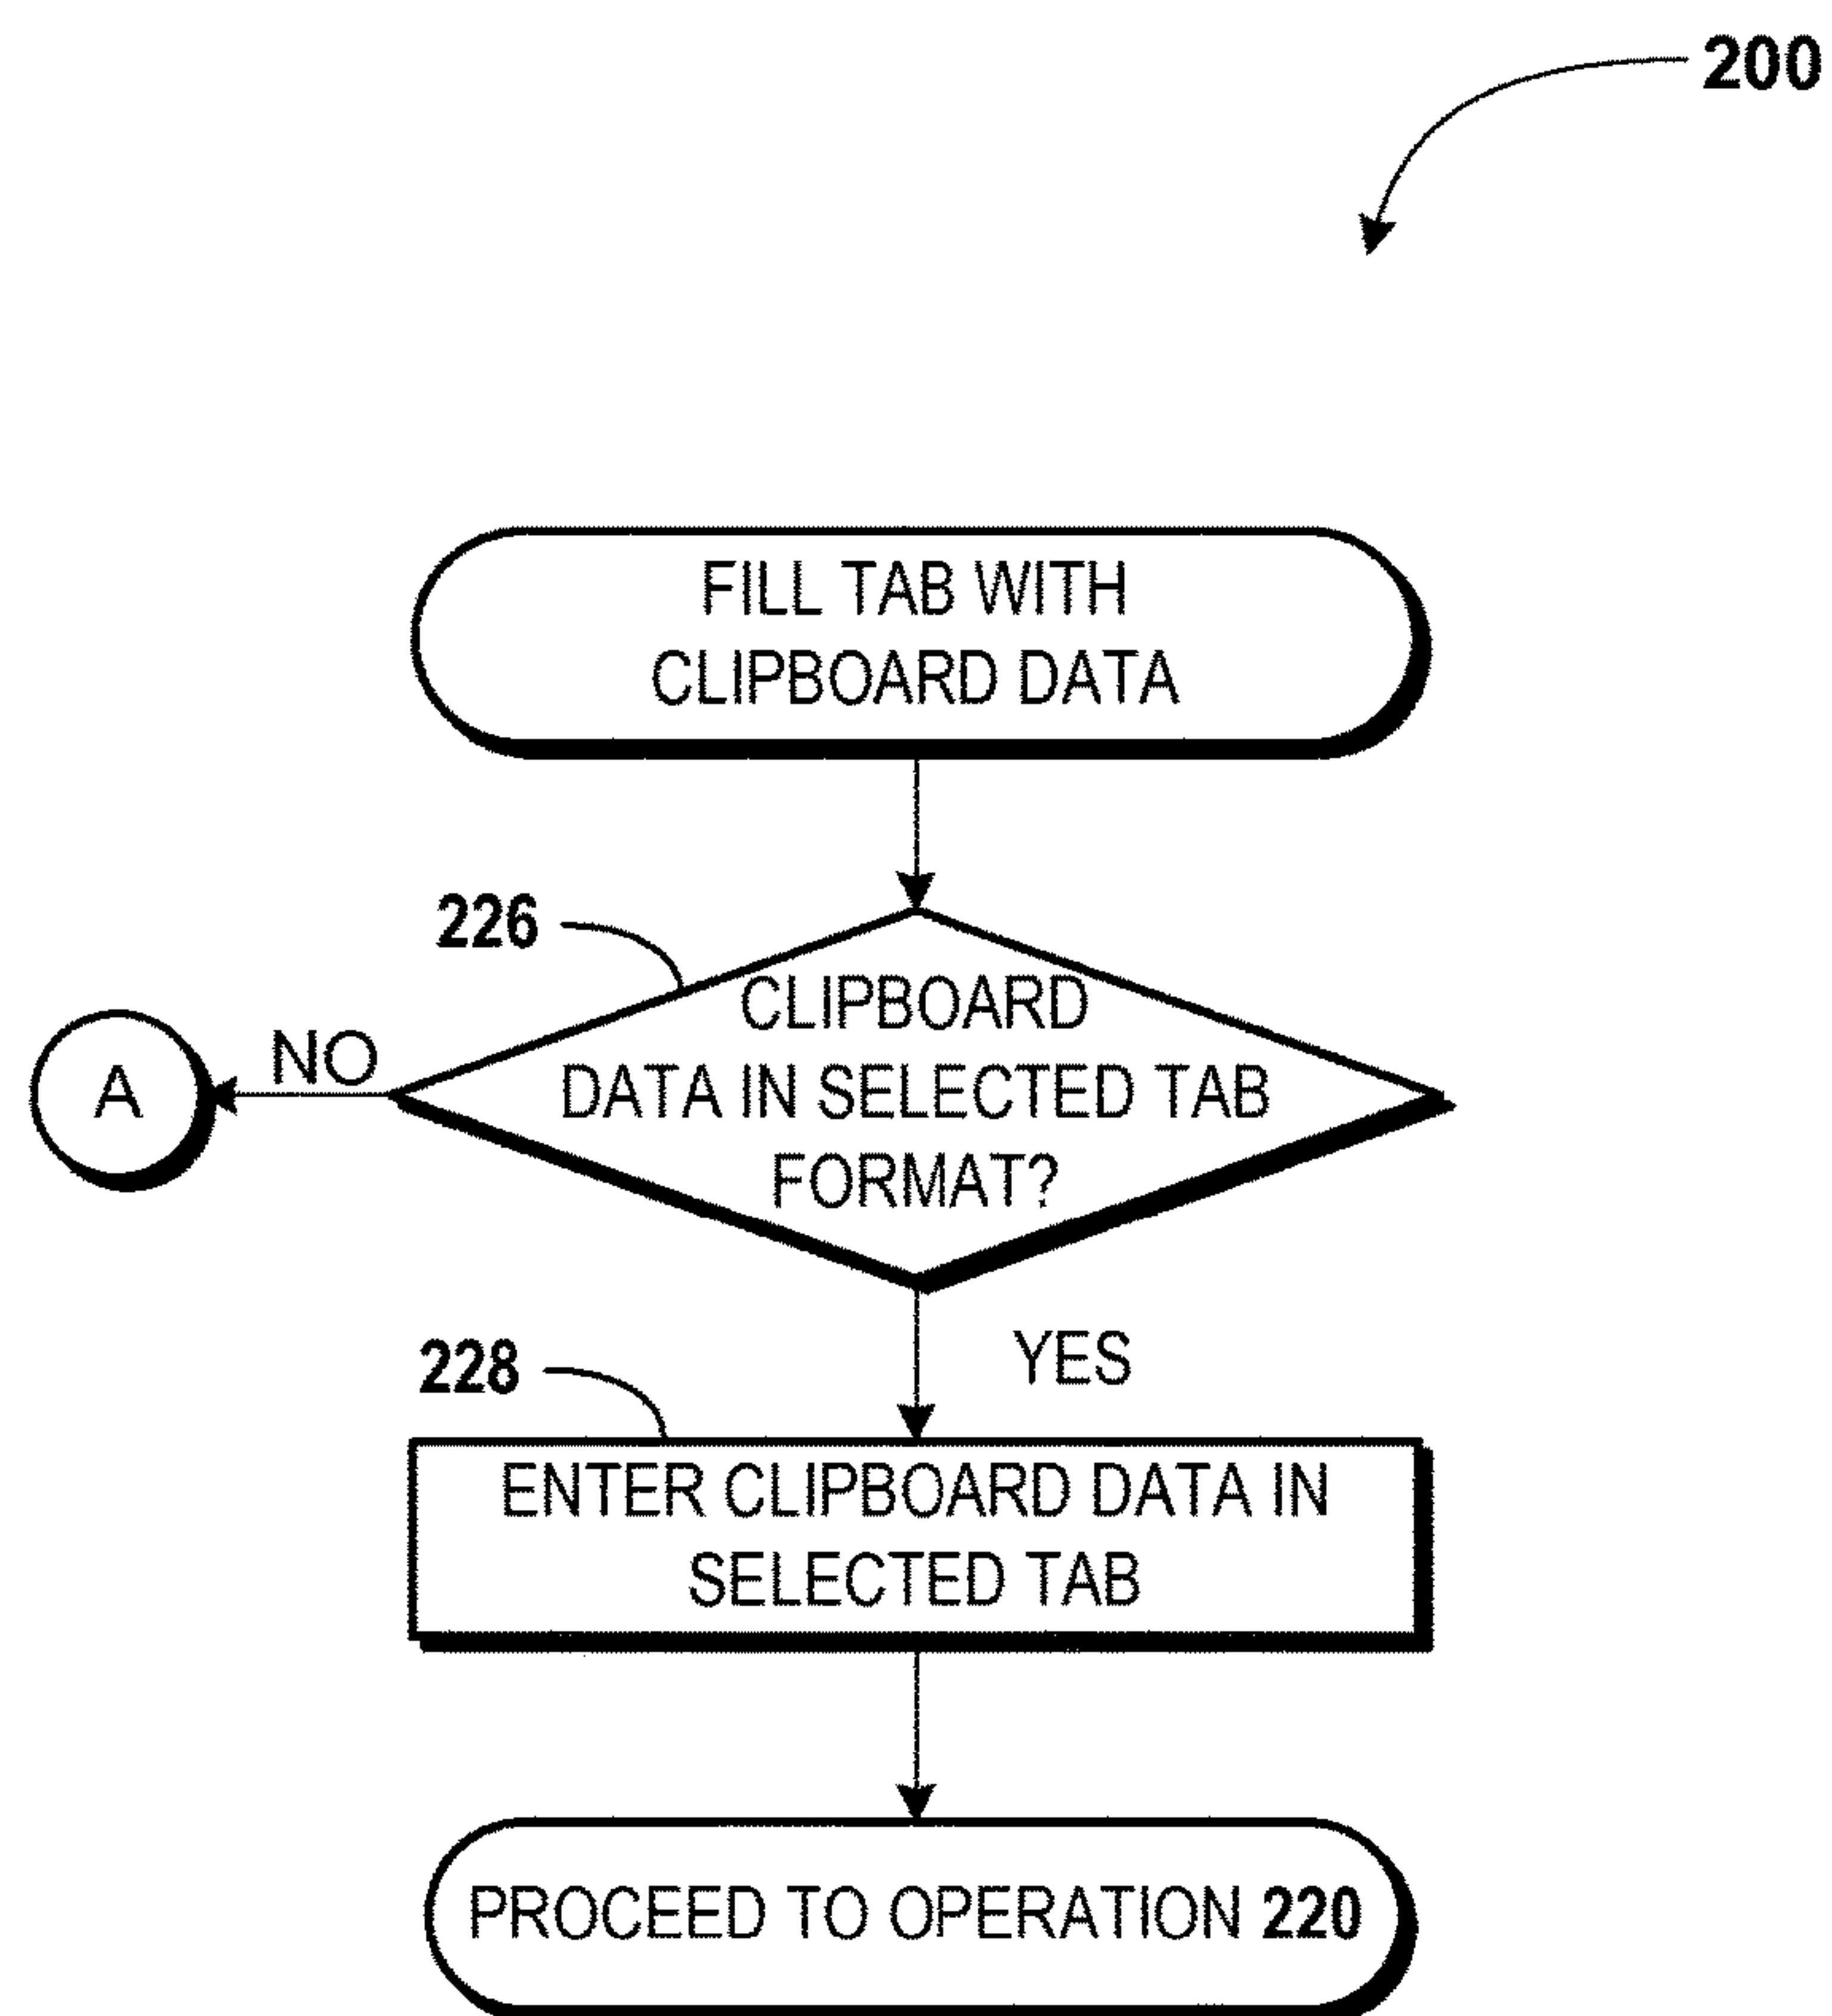 200
FILL TAB WITH
CLIPBOARD DATA
226
CLIPBOARD
DATA IN SELECTED TAB
FORMAT?
NO
A
YES
228
ENTER CLIPBOARD DATA IN
SELECTED TAB
PROCEED TO OPERATION 220